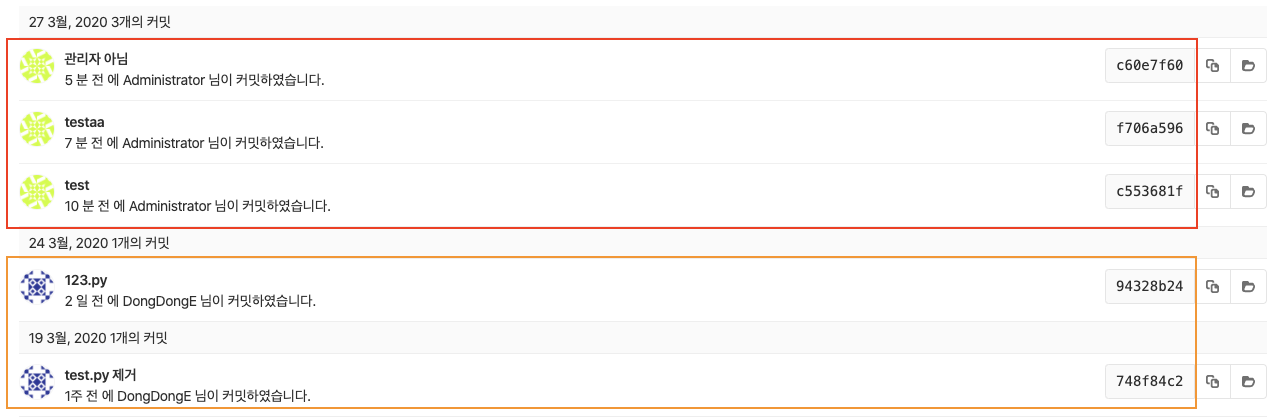 27 3월, 2020 3개의 커밋
관리자 아님
c60e7f60
5 분 전 에 Administrator 님이 커밋하였습니다.
testaa
f706a596
7 분 전 에 Administrator 님이 커밋하였습니다.
test
c553681f
10 분 전 에 Administrator 님이 커밋하였습니다.
24 3월, 2020 1개의 커밋
123.py
94328b24
2 일 전 에 DongDongE 님이 커밋하였습니다.
19 3월, 2020 1개의 커밋
test.py 제거
748f84c2
1주 전 에 DongDongE 님이 커밋하였습니다.